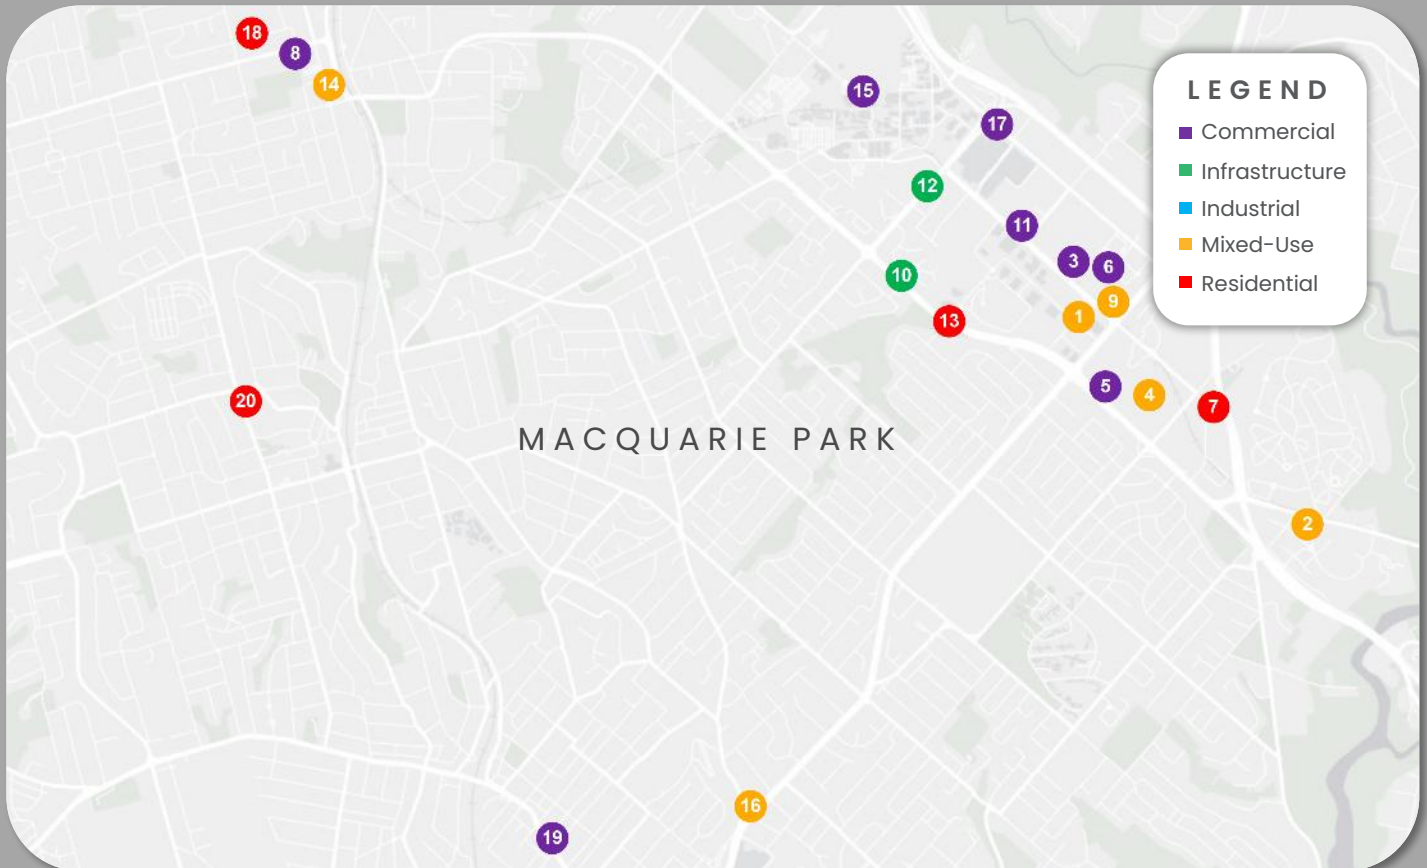 18
8
14
15
17
12
11
3
6
10
9
1
13
5
4
7
20
2
16
19
MACQUARIE PARK
LEGEND
Commercial
Infrastructure
Industrial
Mixed-Use
Residential